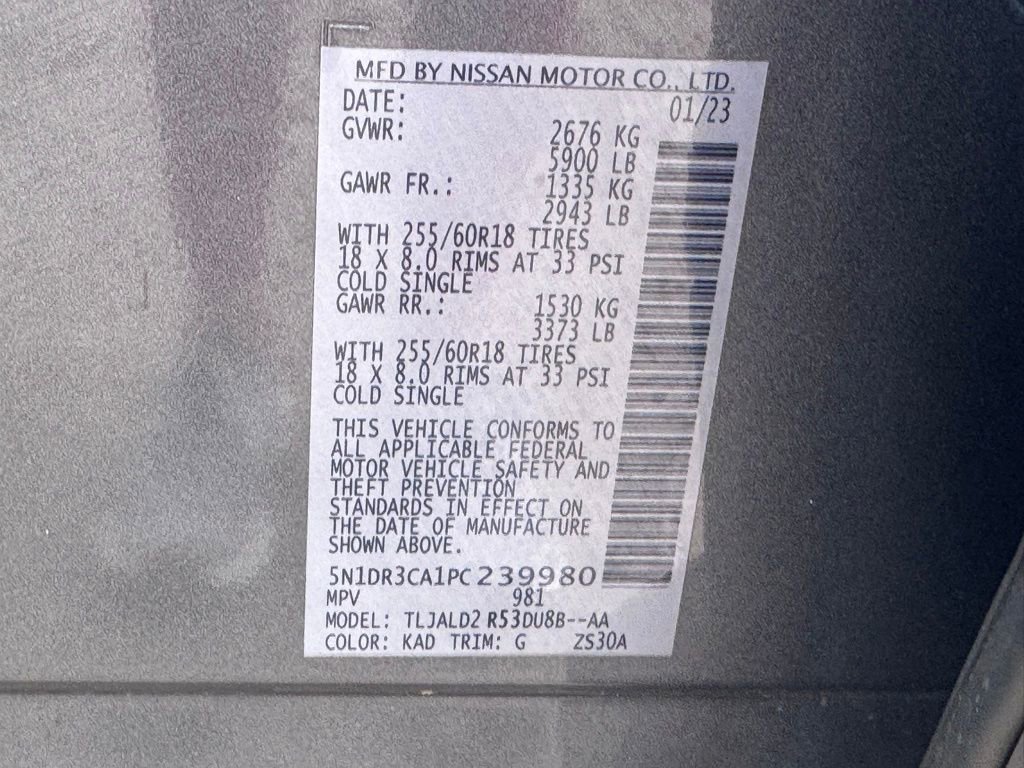 MFD BY NISSAN MOTOR CO., LTD.
DATE: 01/23
GVWR: 2676 KG
5900 LB
GAWR FR.: 1335 KG
2943 LB
WITH 255/60R18 TIRES
18 X 8.0 RIMS AT 33 PSI
COLD SINGLE
GAWR RR.: 1530 KG
3373 LB
WITH 255/60R18 TIRES
18 X 8.0 RIMS AT 33 PSI
COLD SINGLE
THIS VEHICLE CONFORMS TO
ALL APPLICABLE FEDERAL
MOTOR VEHICLE SAFETY AND
THEFT PREVENTION
STANDARDS IN EFFECT ON
THE DATE OF MANUFACTURE
SHOWN ABOVE.
5N1DR3CA1PC239980
MPV 981
MODEL: TLJALD2 R53DU8B--AA
COLOR: KAD TRIM: G ZS30A